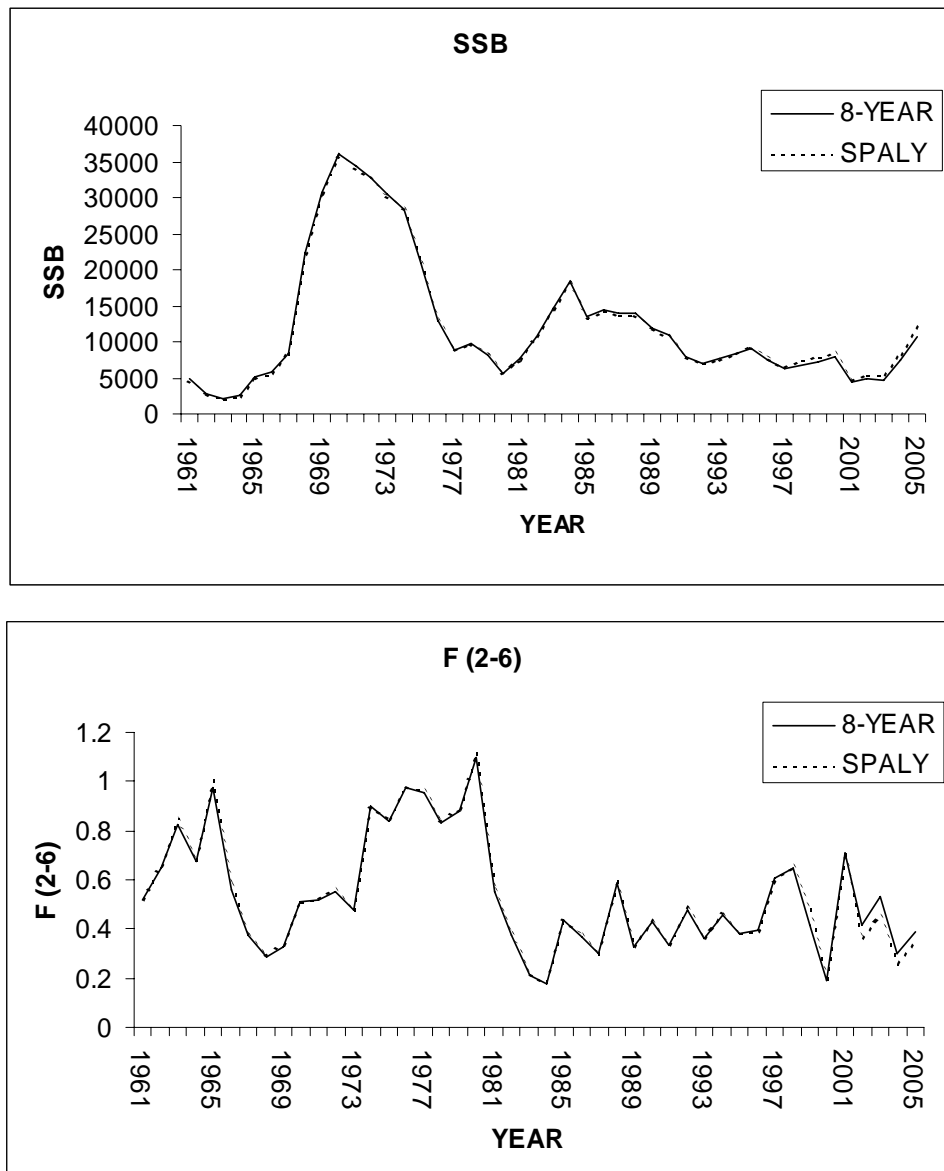 SSB
8-YEAR
SPALY
40000
35000
30000
25000
20000
15000
10000
5000
0
SSB
1961 1965 1969 1973 1977 1981 1985 1989 1993 1997 2001 2005
YEAR
F (2-6)
8-YEAR
SPALY
1.2
1
0.8
0.6
0.4
0.2
0
F (2-6)
1961 1965 1969 1973 1977 1981 1985 1989 1993 1997 2001 2005
YEAR